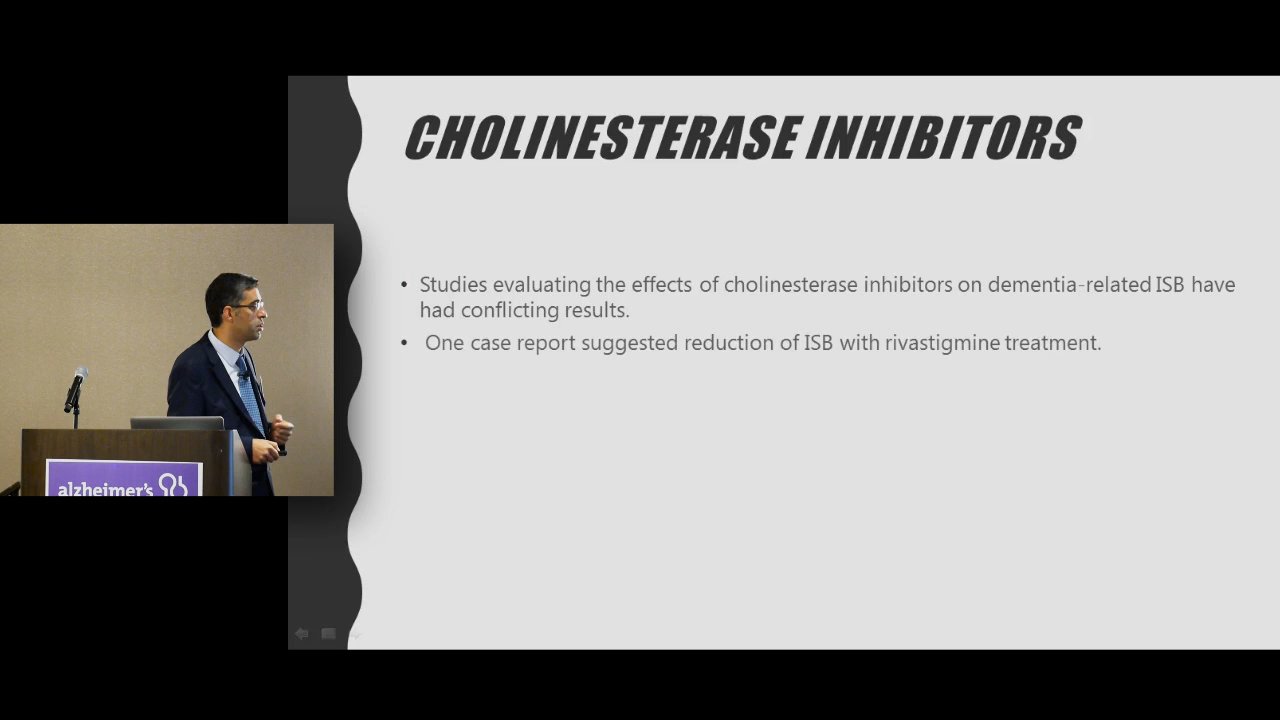 CHOLINESTERASE INHIBITORS
• Studies evaluating the effects of cholinesterase inhibitors on dementia-related ISB have
had conflicting results.
• One case report suggested reduction of ISB with rivastigmine treatment.
alzheimer's